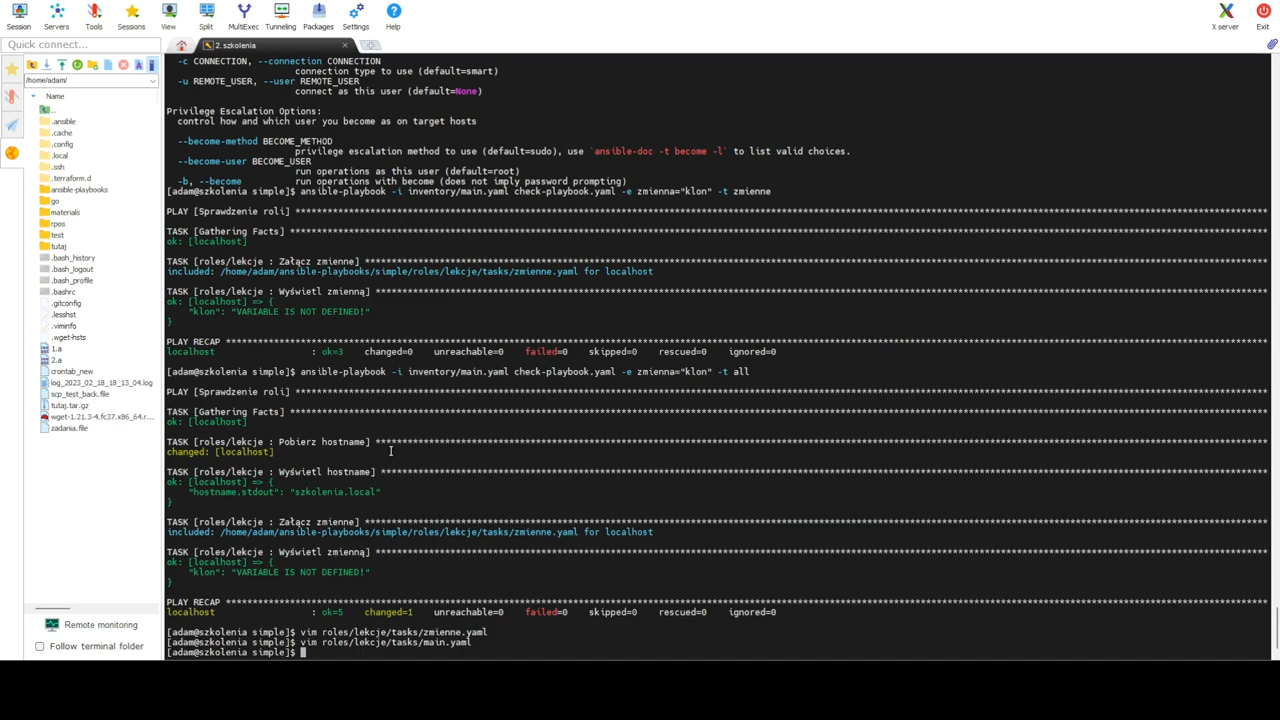 Session Servers Tools Sessions View Split MultiExec Tunneling Packages Settings Help X server Exit
Quick connect...
2. szkolenia
/home/adam/
Name
..
.ansible
.cache
.config
.local
.ssh
.terraform.d
ansible-playbooks
go
materials
rpos
test
tutaj
.bash_history
.bash_logout
.bash_profile
.bashrc
.gitconfig
.lesshst
.viminfo
.wget-hsts
1.a
2.a
crontab_new
log_2023_02_18_18_13_04.log
scp_test_back.file
tutaj.tar.gz
wget-1.21.3-4.fc37.x86_64.r...
zadania.file
Remote monitoring
Follow terminal folder
-c CONNECTION, --connection CONNECTION
connection type to use (default=smart)
-u REMOTE_USER, --user REMOTE_USER
connect as this user (default=None)
Privilege Escalation Options:
control how and which user you become as on target hosts
--become-method BECOME_METHOD
privilege escalation method to use (default=sudo), use `ansible-doc -t become -l` to list valid choices.
--become-user BECOME_USER
run operations as this user (default=root)
-b, --become
run operations with become (does not imply password prompting)
[adam@szkolenia simple]$ ansible-playbook -i inventory/main.yaml check-playbook.yaml -e zmienna="klon" -t zmienne
PLAY [Sprawdzenie roli] ****
TASK [Gathering Facts] ****
ok: [localhost]
TASK [roles/lekcje : Załącz zmienne] ****
included: /home/adam/ansible-playbooks/simple/roles/lekcje/tasks/zmienne.yaml for localhost
TASK [roles/lekcje : Wyświetl zmienną] ****
ok: [localhost] => {
"klon": "VARIABLE IS NOT DEFINED!"
}
PLAY RECAP ****
localhost : ok=3 changed=0 unreachable=0 failed=0 skipped=0 rescued=0 ignored=0
[adam@szkolenia simple]$ ansible-playbook -i inventory/main.yaml check-playbook.yaml -e zmienna="klon" -t all
PLAY [Sprawdzenie roli] ****
TASK [Gathering Facts] ****
ok: [localhost]
TASK [roles/lekcje : Pobierz hostname] ****
changed: [localhost]
TASK [roles/lekcje : Wyświetl hostname] ****
ok: [localhost] => {
"hostname.stdout": "szkolenia.local"
}
TASK [roles/lekcje : Załącz zmienne] ****
included: /home/adam/ansible-playbooks/simple/roles/lekcje/tasks/zmienne.yaml for localhost
TASK [roles/lekcje : Wyświetl zmienną] ****
ok: [localhost] => {
"klon": "VARIABLE IS NOT DEFINED!"
}
PLAY RECAP ****
localhost : ok=5 changed=1 unreachable=0 failed=0 skipped=0 rescued=0 ignored=0
[adam@szkolenia simple]$ vim roles/lekcje/tasks/zmienne.yaml
[adam@szkolenia simple]$ vim roles/lekcje/tasks/main.yaml
[adam@szkolenia simple]$